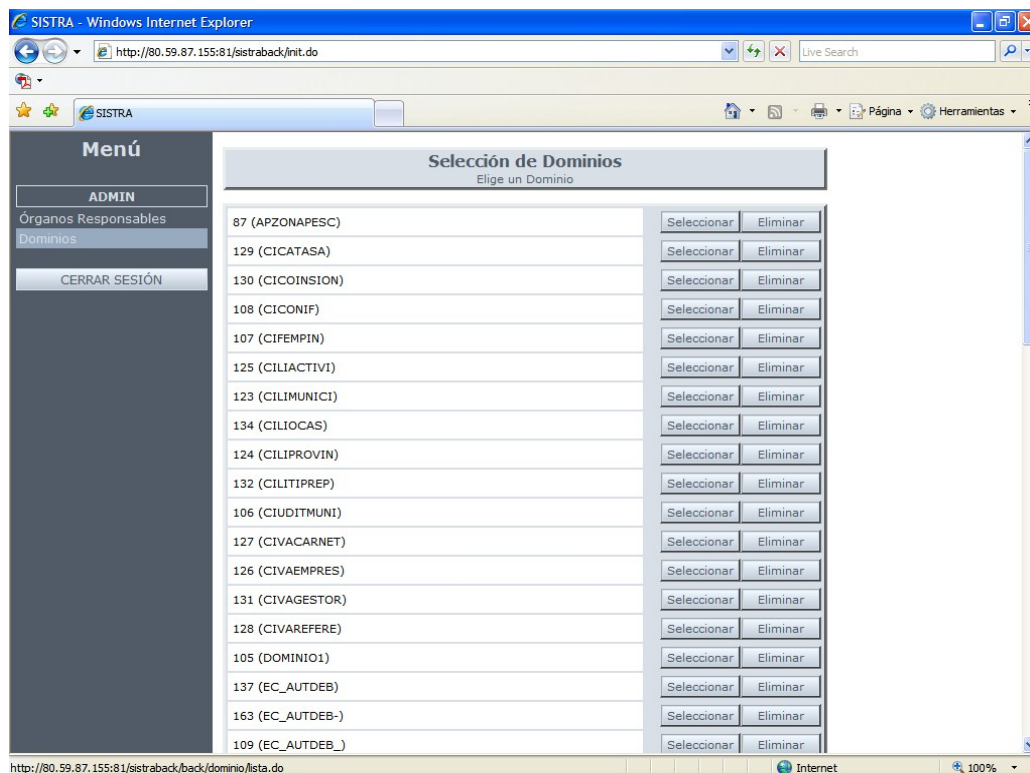 SISTRA - Windows Internet Explorer
http://80.59.87.155:81/sistraback/init.do
Live Search
SISTRA
Página
Herramientas
Menú
ADMIN
Órganos Responsables
Dominios
CERRAR SESIÓN
Selección de Dominios
Elige un Dominio
87 (APZONAPESC) Seleccionar Eliminar
129 (CICATASA) Seleccionar Eliminar
130 (CICOINSION) Seleccionar Eliminar
108 (CICONIF) Seleccionar Eliminar
107 (CIFEMPIN) Seleccionar Eliminar
125 (CILIACTIVI) Seleccionar Eliminar
123 (CILIMUNICI) Seleccionar Eliminar
134 (CILIOCAS) Seleccionar Eliminar
124 (CILIPROVIN) Seleccionar Eliminar
132 (CILITIPREP) Seleccionar Eliminar
106 (CIUDITMUNI) Seleccionar Eliminar
127 (CIVACARNET) Seleccionar Eliminar
126 (CIVAEMPRES) Seleccionar Eliminar
131 (CIVAGESTOR) Seleccionar Eliminar
128 (CIVAREFERE) Seleccionar Eliminar
105 (DOMINIO1) Seleccionar Eliminar
137 (EC_AUTDEB) Seleccionar Eliminar
163 (EC_AUTDEB-) Seleccionar Eliminar
109 (EC_AUTDEB_) Seleccionar Eliminar
http://80.59.87.155:81/sistraback/back/dominio/lista.do
Internet
100%